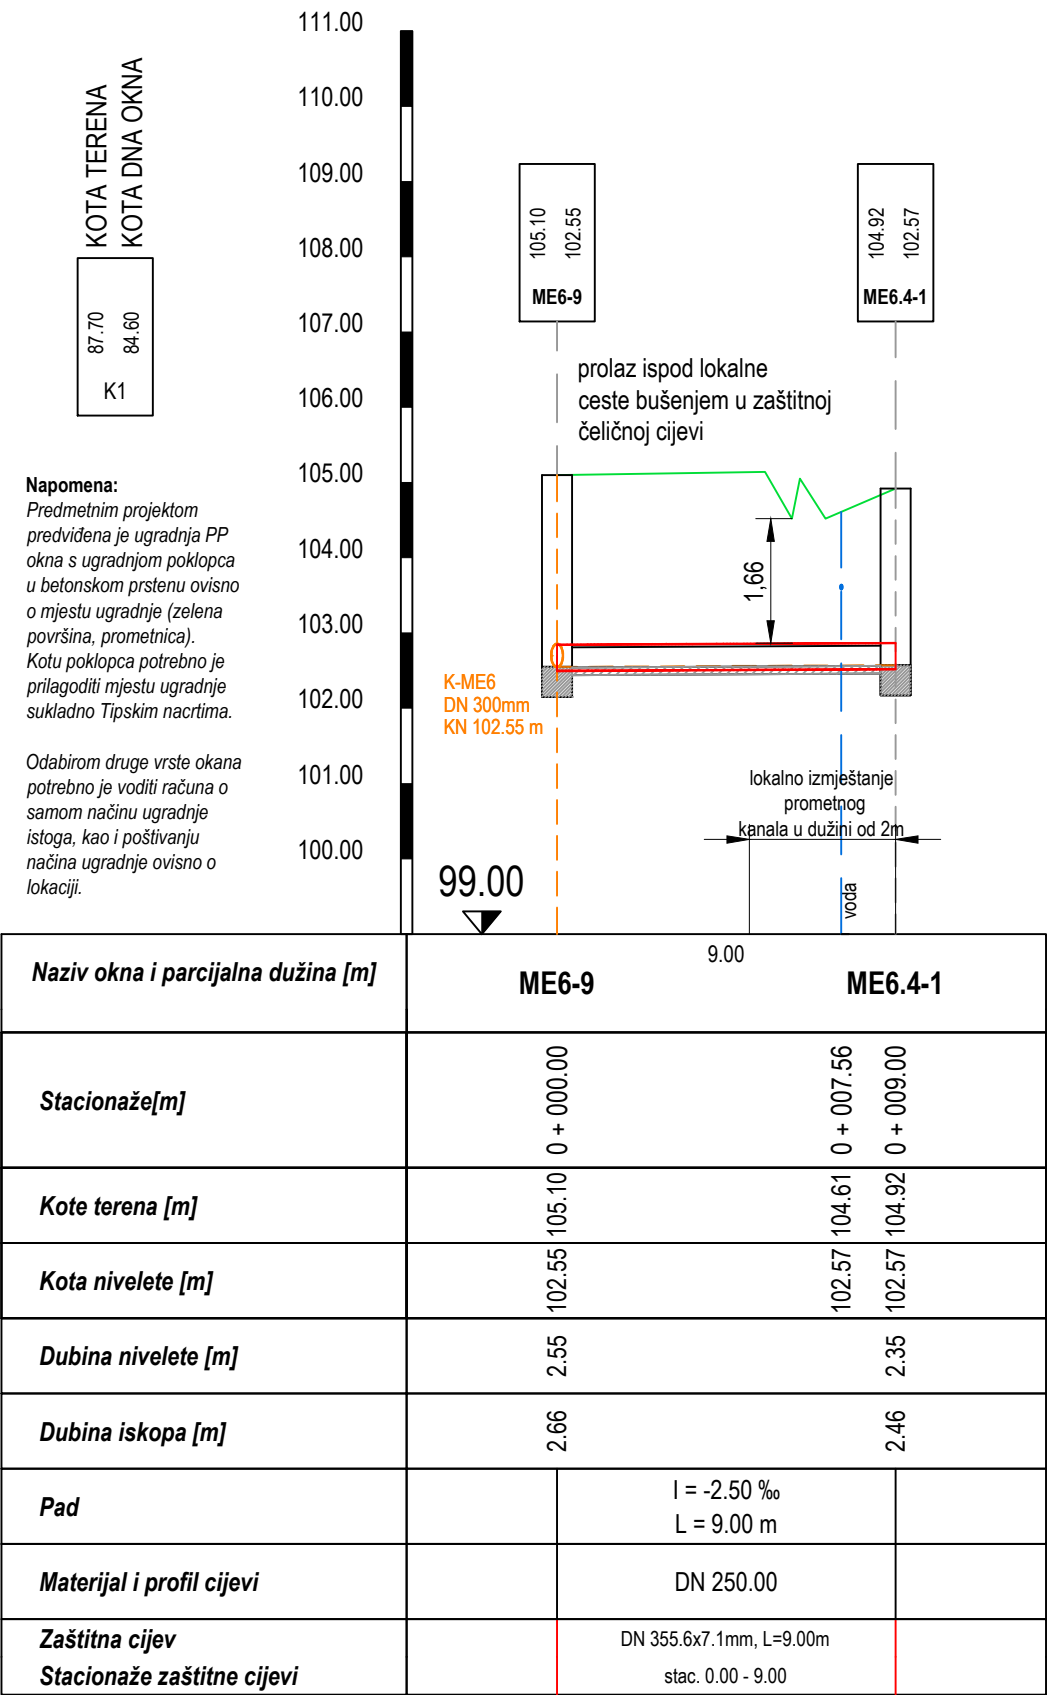 111.00
110.00
109.00
108.00
107.00
106.00
105.00
104.00
103.00
102.00
101.00
100.00
99.00
KOTA TERENA
KOTA DNA OKNA
87.70
84.60
K1
Napomena:
Predmetnim projektom
predviđena je ugradnja PP
okna s ugradnjom poklopca
u betonskom prstenu ovisno
o mjestu ugradnje (zelena
površina, prometnica).
Kotu poklopca potrebno je
prilagoditi mjestu ugradnje
sukladno Tipskim nacrtima.
Odabirom druge vrste okana
potrebno je voditi računa o
samom načinu ugradnje
istoga, kao i poštivanju
načina ugradnje ovisno o
lokaciji.
105.10
102.55
ME6-9
104.92
102.57
ME6.4-1
prolaz ispod lokalne
ceste bušenjem u zaštitnoj
čeličnoj cijevi
1,66
K-ME6
DN 300mm
KN 102.55 m
lokalno izmještanje
prometnog
kanala u dužini od 2m
voda
Naziv okna i parcijalna dužina [m]
9.00
ME6-9
ME6.4-1
Stacionaže[m]
0 + 000.00
0 + 007.56
0 + 009.00
Kote terena [m]
105.10
104.61
104.92
Kota nivelete [m]
102.55
102.57
102.57
Dubina nivelete [m]
2.55
2.35
Dubina iskopa [m]
2.66
2.46
Pad
I = -2.50 ‰
L = 9.00 m
Materijal i profil cijevi
DN 250.00
Zaštitna cijev
DN 355.6x7.1mm, L=9.00m
Stacionaže zaštitne cijevi
stac. 0.00 - 9.00